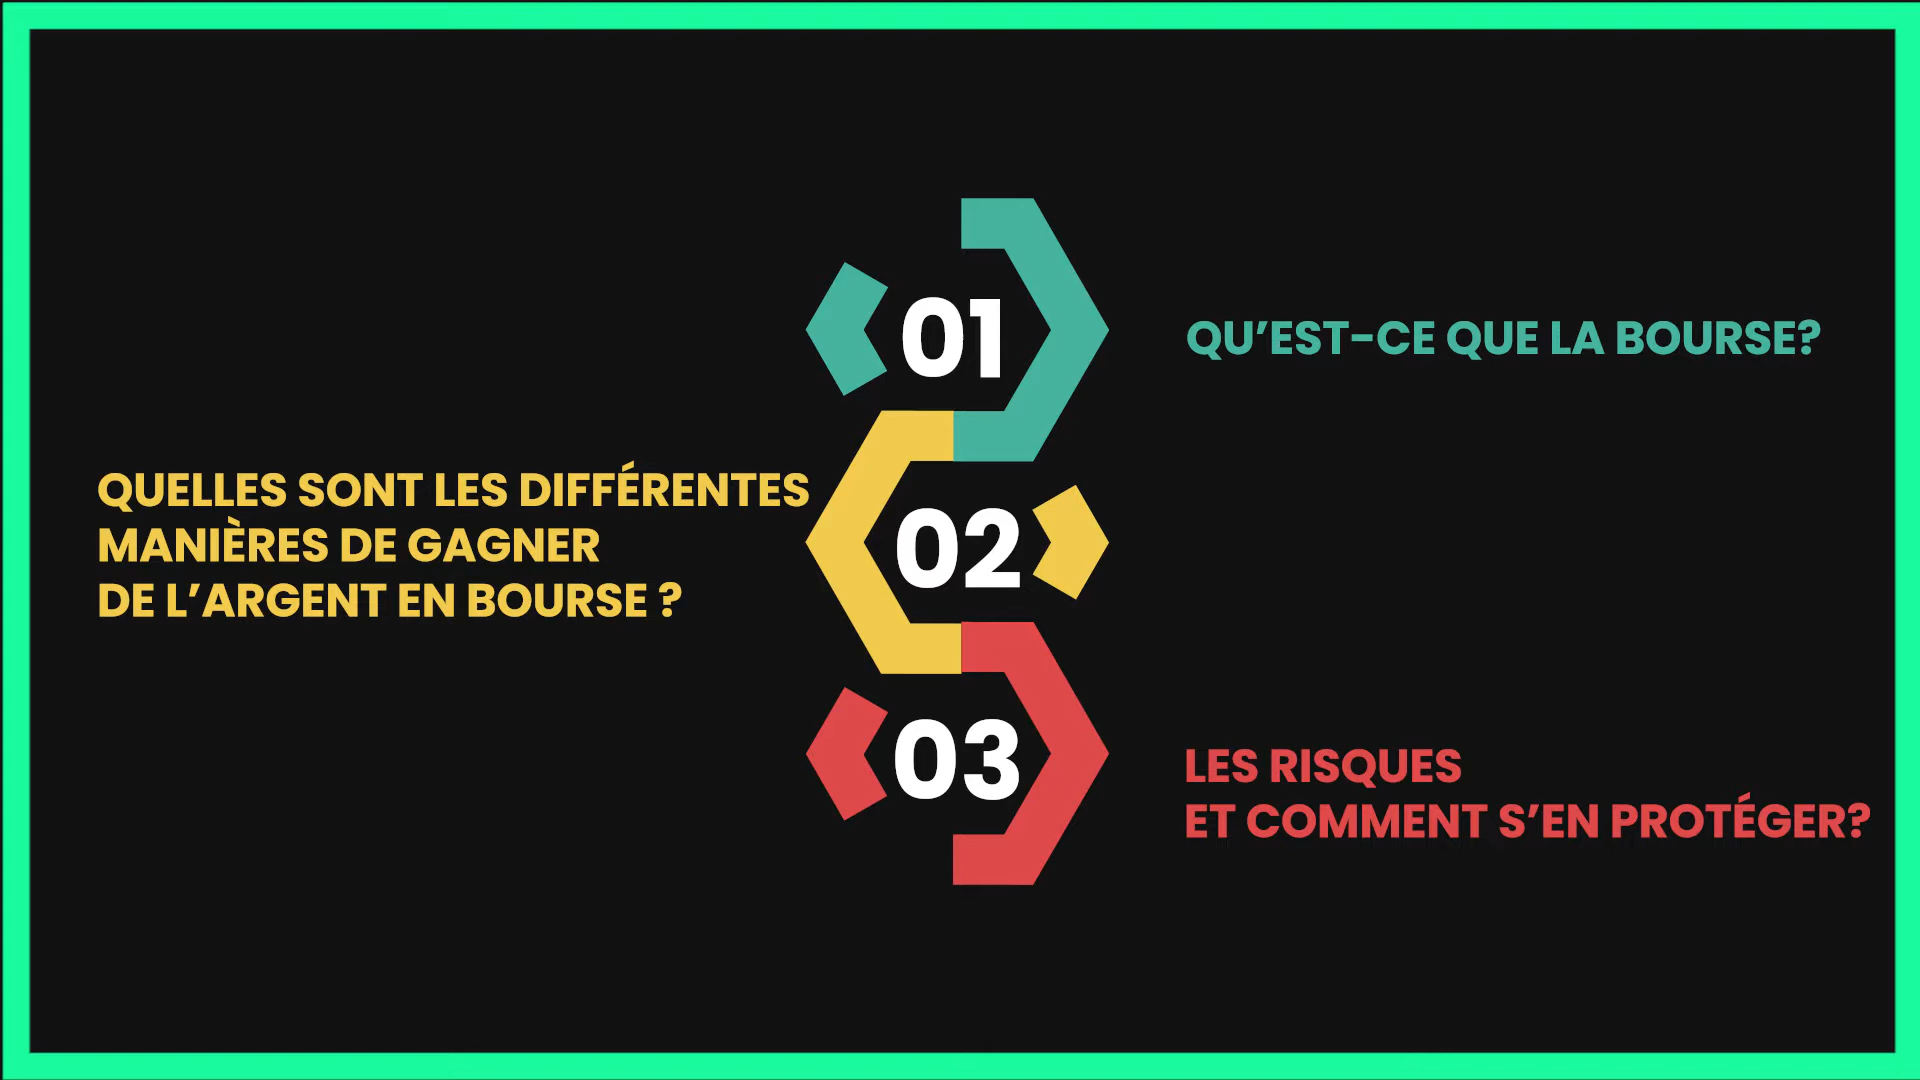 01
QU’EST-CE QUE LA BOURSE?
QUELLES SONT LES DIFFÉRENTES
MANIÈRES DE GAGNER
DE L’ARGENT EN BOURSE ?
02
03
LES RISQUES
ET COMMENT S’EN PROTÉGER?